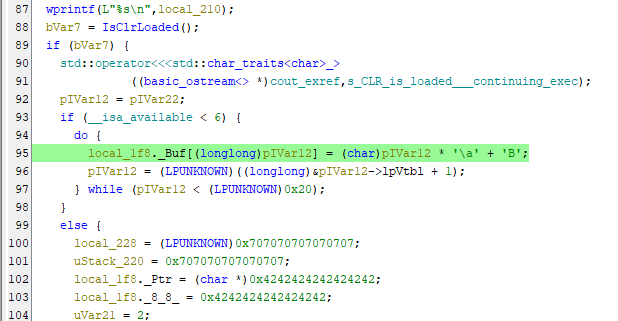 87 wprintf(L"%s\n",local_210);
88 bVar7 = IsClrLoaded();
89 if (bVar7) {
90 std::operator<<<std::char_traits<char>_>
91 ((basic_ostream<> *)cout_exref,s_CLR_is_loaded___continuing_exec);
92 pIVar12 = pIVar22;
93 if (__isa_available < 6) {
94 do {
95 local_1f8._Buf[(longlong)pIVar12] = (char)pIVar12 * '\a' + 'B';
96 pIVar12 = (LPUNKNOWN)((longlong)&pIVar12->lpVtbl + 1);
97 } while (pIVar12 < (LPUNKNOWN)0x20);
98 }
99 else {
100 local_228 = (LPUNKNOWN)0x707070707070707;
101 uStack_220 = 0x707070707070707;
102 local_1f8._Ptr = (char *)0x4242424242424242;
103 local_1f8._8_8_ = 0x4242424242424242;
104 uVar21 = 2;